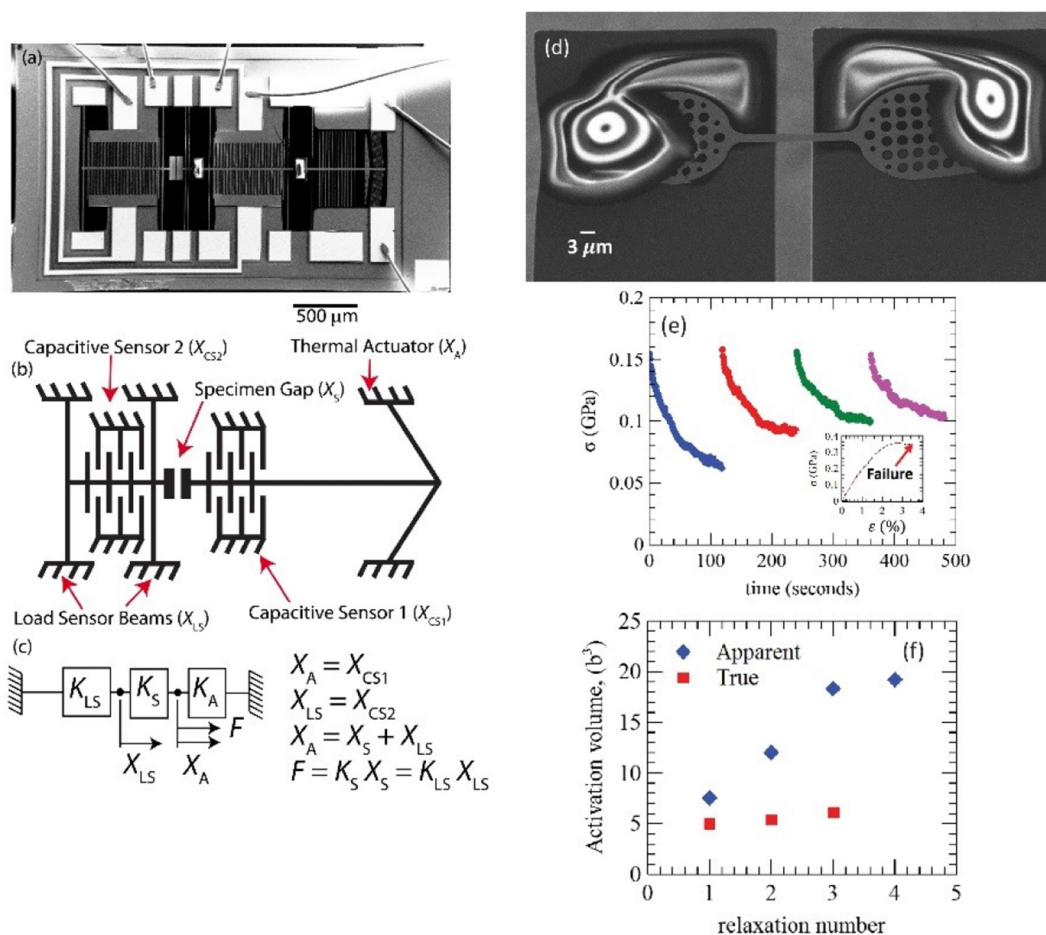 (a)
500 μm
Capacitive Sensor 2 (X_CS2)
Thermal Actuator (X_A)
(b)
Specimen Gap (X_S)
Load Sensor Beams (X_LS)
Capacitive Sensor 1 (X_CS1)
(c)
K_LS K_S K_A
F
X_LS X_A
X_A = X_CS1
X_LS = X_CS2
X_A = X_S + X_LS
F = K_S X_S = K_LS X_LS
(d)
3 μm
(e)
0.2
0.15
0.1
0.05
0 100 200 300 400 500
σ (GPa)
time (seconds)
0.4
0.3
0.2
0.1
0
0 1 2 3 4
σ (GPa)
Failure
ε (%)
(f)
25
20
15
10
5
0
0 1 2 3 4 5
Apparent
True
Activation volume, (b³)
relaxation number